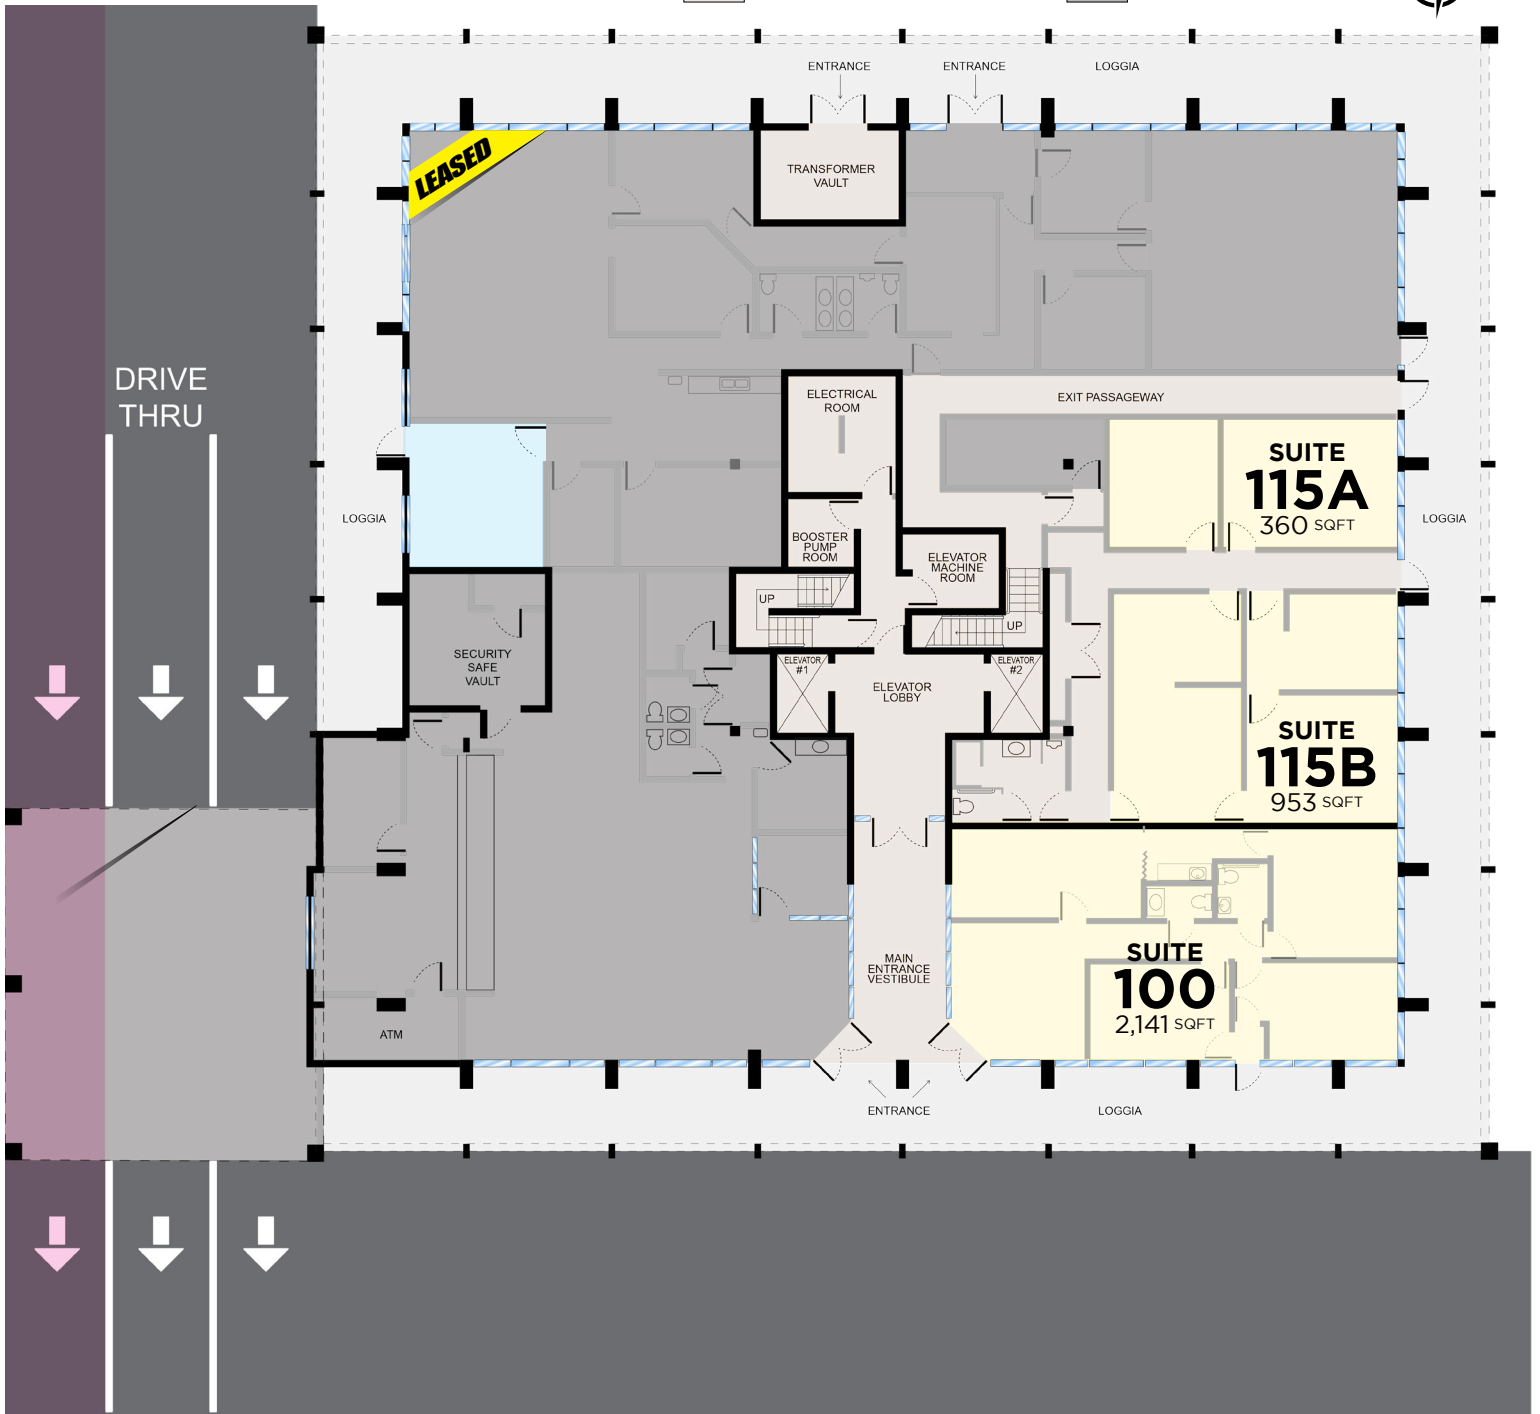 ENTRANCE
ENTRANCE
LOGGIA
LEASED
TRANSFORMER
VAULT
DRIVE
THRU
ELECTRICAL
ROOM
EXIT PASSAGEWAY
SUITE
115A
360 SQFT
LOGGIA
LOGGIA
BOOSTER
PUMP
ROOM
ELEVATOR
MACHINE
ROOM
UP
UP
SECURITY
SAFE
VAULT
ELEVATOR
#1
ELEVATOR
#2
ELEVATOR
LOBBY
SUITE
115B
953 SQFT
MAIN
ENTRANCE
VESTIBULE
SUITE
100
2,141 SQFT
ATM
ENTRANCE
LOGGIA